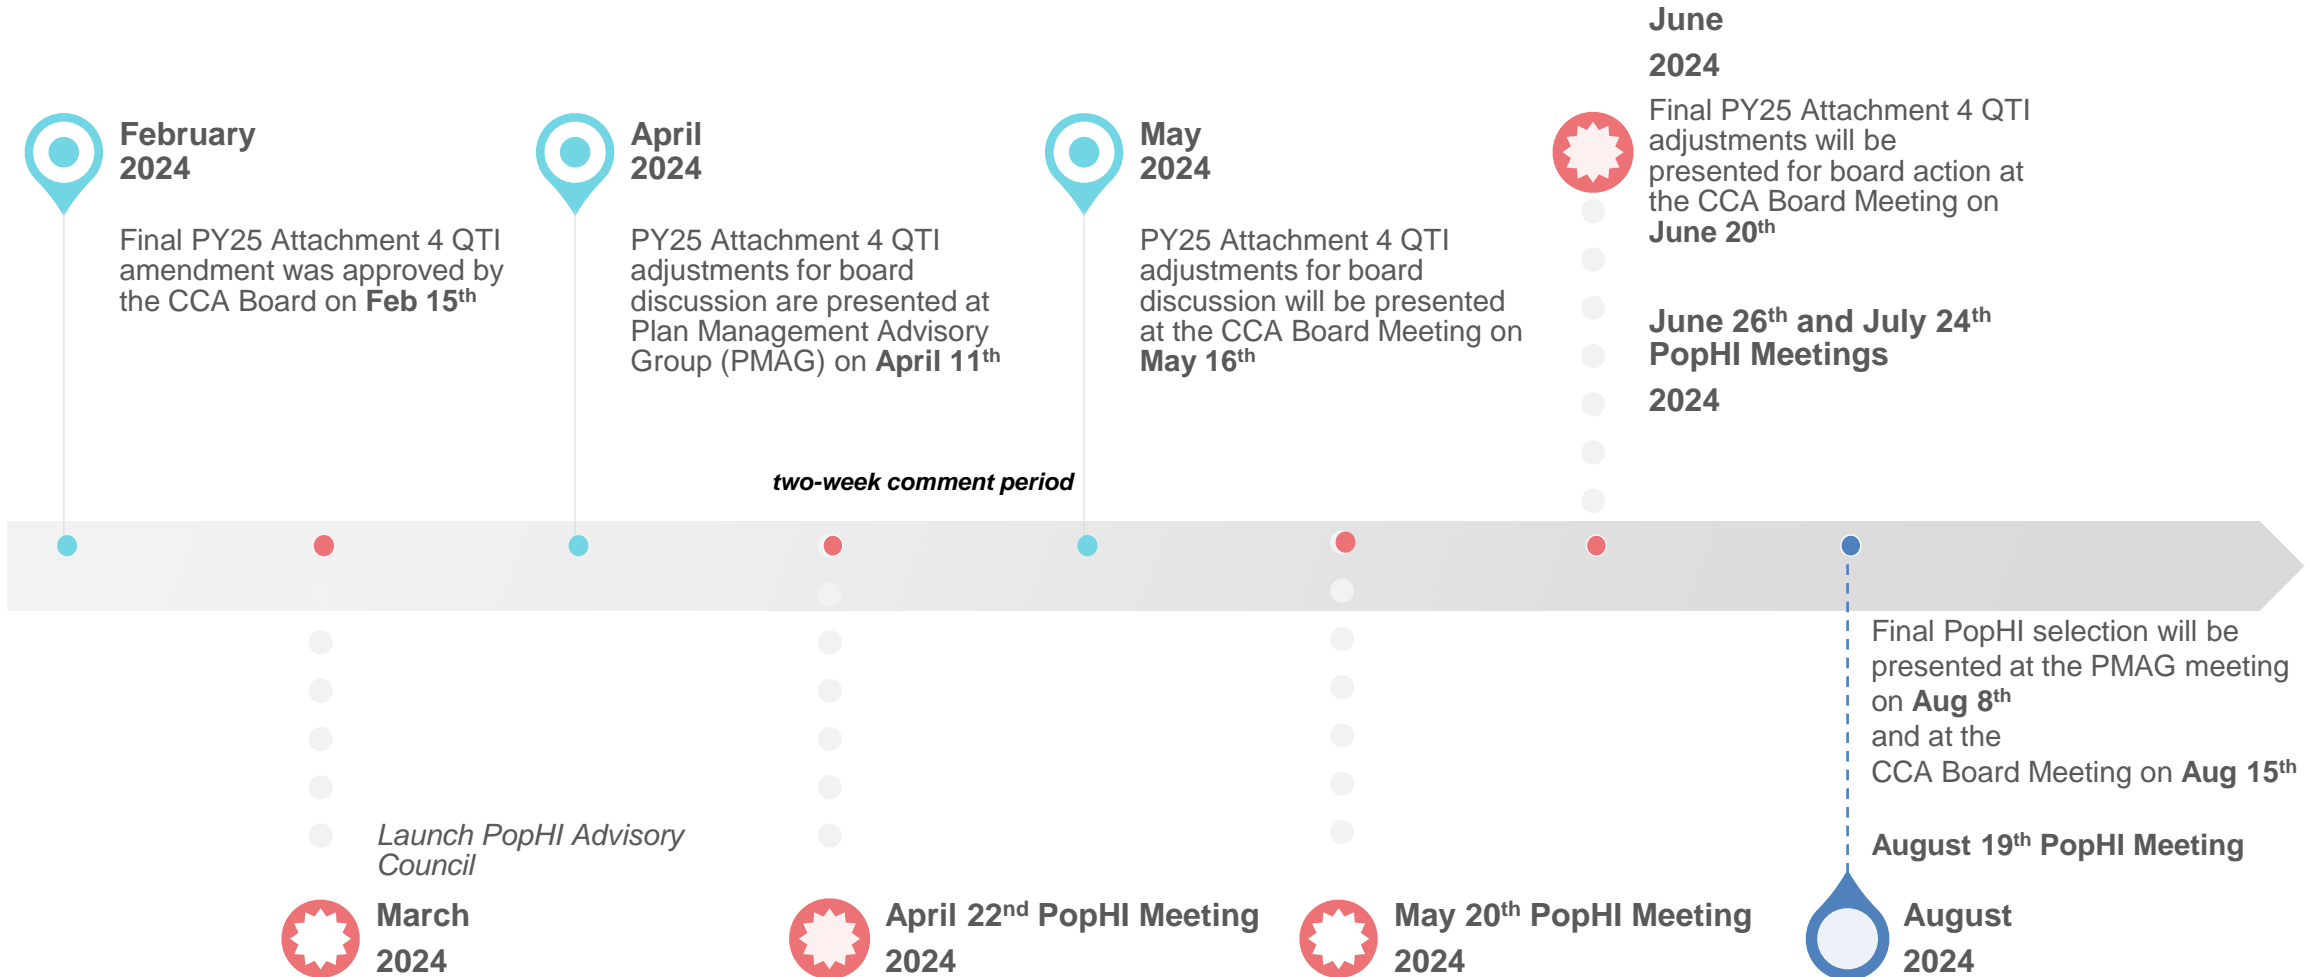 February
2024
Final PY25 Attachment 4 QTI
amendment was approved by
the CCA Board on Feb 15th
April
2024
PY25 Attachment 4 QTI
adjustments for board
discussion are presented at
Plan Management Advisory
Group (PMAG) on April 11th
May
2024
PY25 Attachment 4 QTI
adjustments for board
discussion will be presented
at the CCA Board Meeting on
May 16th
June
2024
Final PY25 Attachment 4 QTI
adjustments will be
presented for board action at
the CCA Board Meeting on
June 20th
June 26th and July 24th
PopHI Meetings
2024
two-week comment period
Launch PopHI Advisory
Council
March
2024
April 22nd PopHI Meeting
2024
May 20th PopHI Meeting
2024
Final PopHI selection will be
presented at the PMAG meeting
on Aug 8th
and at the
CCA Board Meeting on Aug 15th
August 19th PopHI Meeting
August
2024